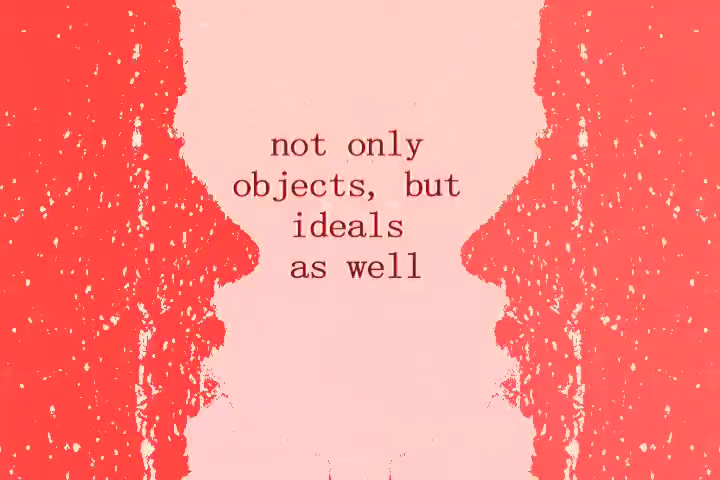 not only
objects, but
ideals
as well